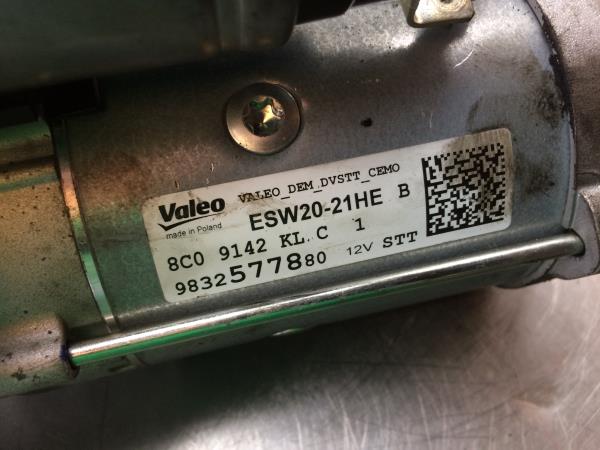 VALEO_DEM_DVSTT_CEMO
Valeo
made in Poland
ESW20-21HE B
8C0 9142 KL.C 1
9832577880 12V STT